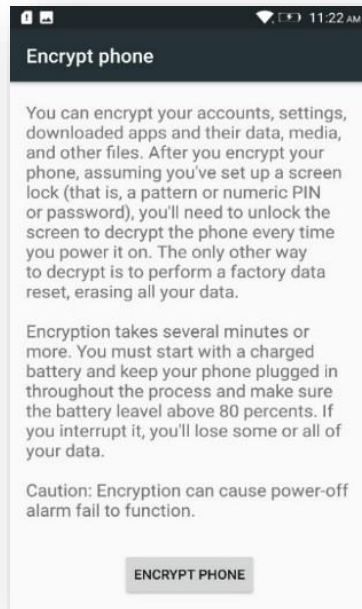 11:22 AM
Encrypt phone
You can encrypt your accounts, settings,
downloaded apps and their data, media,
and other files. After you encrypt your
phone, assuming you've set up a screen
lock (that is, a pattern or numeric PIN
or password), you'll need to unlock the
screen to decrypt the phone every time
you power it on. The only other way
to decrypt is to perform a factory data
reset, erasing all your data.
Encryption takes several minutes or
more. You must start with a charged
battery and keep your phone plugged in
throughout the process and make sure
the battery leavel above 80 percents. If
you interrupt it, you'll lose some or all of
your data.
Caution: Encryption can cause power-off
alarm fail to function.
ENCRYPT PHONE